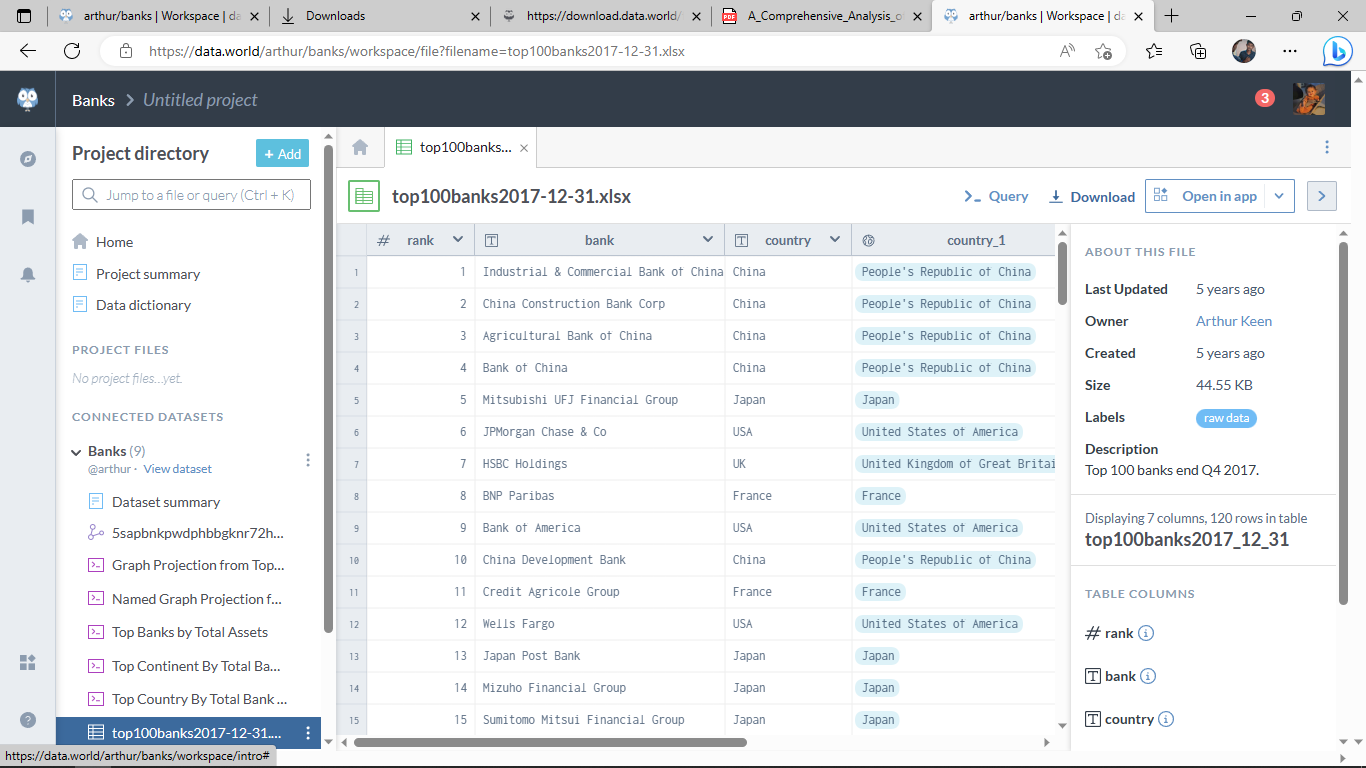 arthur/banks | Workspace | da
Downloads
https://download.data.world/
A_Comprehensive_Analysis_o
arthur/banks | Workspace | da
https://data.world/arthur/banks/workspace/file?filename=top100banks2017-12-31.xlsx
Banks > Untitled project
3
Project directory
+ Add
Jump to a file or query (Ctrl + K)
Home
Project summary
Data dictionary
PROJECT FILES
No project files...yet.
CONNECTED DATASETS
Banks (9)
@arthur · View dataset
Dataset summary
5sapbnkpwdphbbgknr72h...
Graph Projection from Top...
Named Graph Projection f...
Top Banks by Total Assets
Top Continent By Total Ba...
Top Country By Total Bank ...
top100banks2017-12-31....
https://data.world/arthur/banks/workspace/intro#
top100banks...
top100banks2017-12-31.xlsx
Query
Download
Open in app
# rank bank country country_1
1 1 Industrial & Commercial Bank of China China People's Republic of China
2 2 China Construction Bank Corp China People's Republic of China
3 3 Agricultural Bank of China China People's Republic of China
4 4 Bank of China China People's Republic of China
5 5 Mitsubishi UFJ Financial Group Japan Japan
6 6 JPMorgan Chase & Co USA United States of America
7 7 HSBC Holdings UK United Kingdom of Great Britai
8 8 BNP Paribas France France
9 9 Bank of America USA United States of America
10 10 China Development Bank China People's Republic of China
11 11 Credit Agricole Group France France
12 12 Wells Fargo USA United States of America
13 13 Japan Post Bank Japan Japan
14 14 Mizuho Financial Group Japan Japan
15 15 Sumitomo Mitsui Financial Group Japan Japan
ABOUT THIS FILE
Last Updated 5 years ago
Owner Arthur Keen
Created 5 years ago
Size 44.55 KB
Labels raw data
Description
Top 100 banks end Q4 2017.
Displaying 7 columns, 120 rows in table
top100banks2017_12_31
TABLE COLUMNS
# rank
T bank
T country